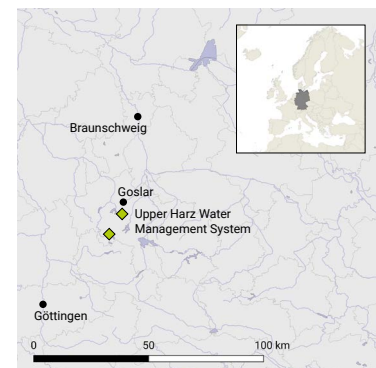 Braunschweig
Goslar
Upper Harz Water
Management System
Göttingen
0 50 100 km